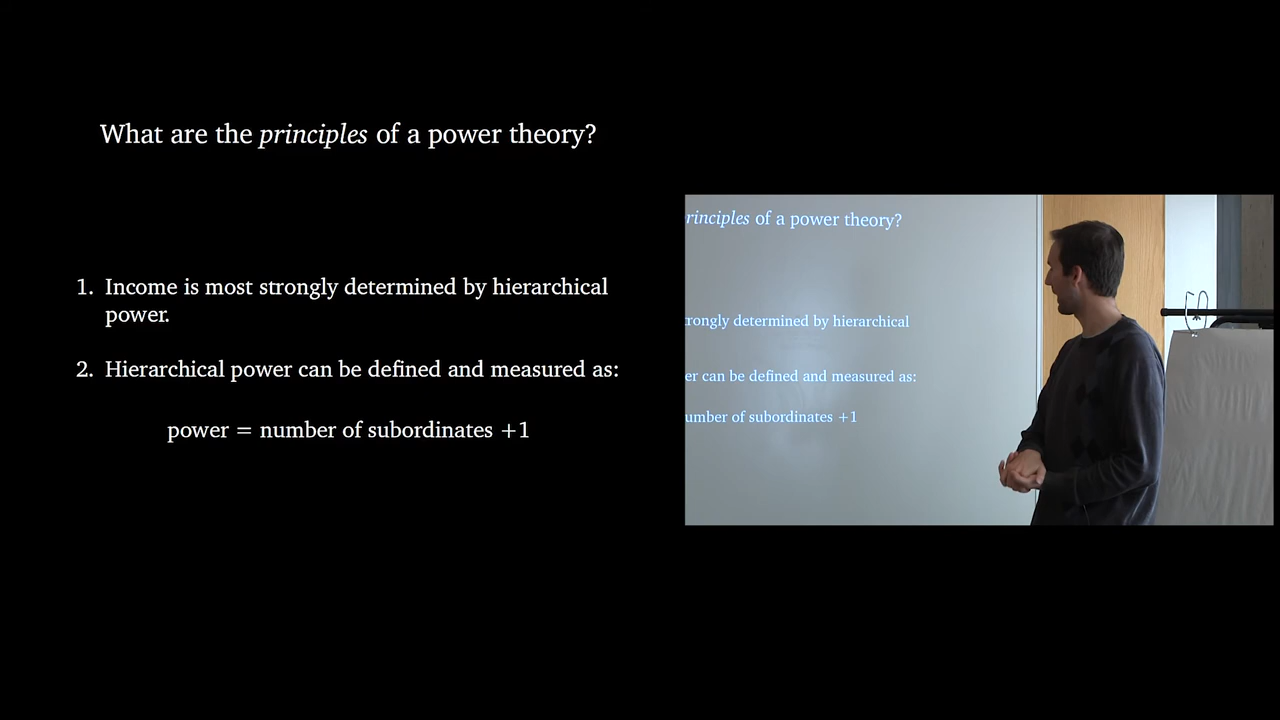 What are the principles of a power theory?
1. Income is most strongly determined by hierarchical
power.
2. Hierarchical power can be defined and measured as:
power = number of subordinates +1
rinciples of a power theory?
trongly determined by hierarchical
er can be defined and measured as:
umber of subordinates +1